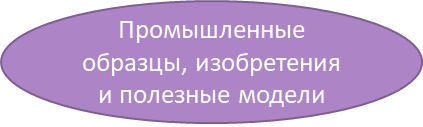 Промышленные
образцы, изобретения
и полезные модели